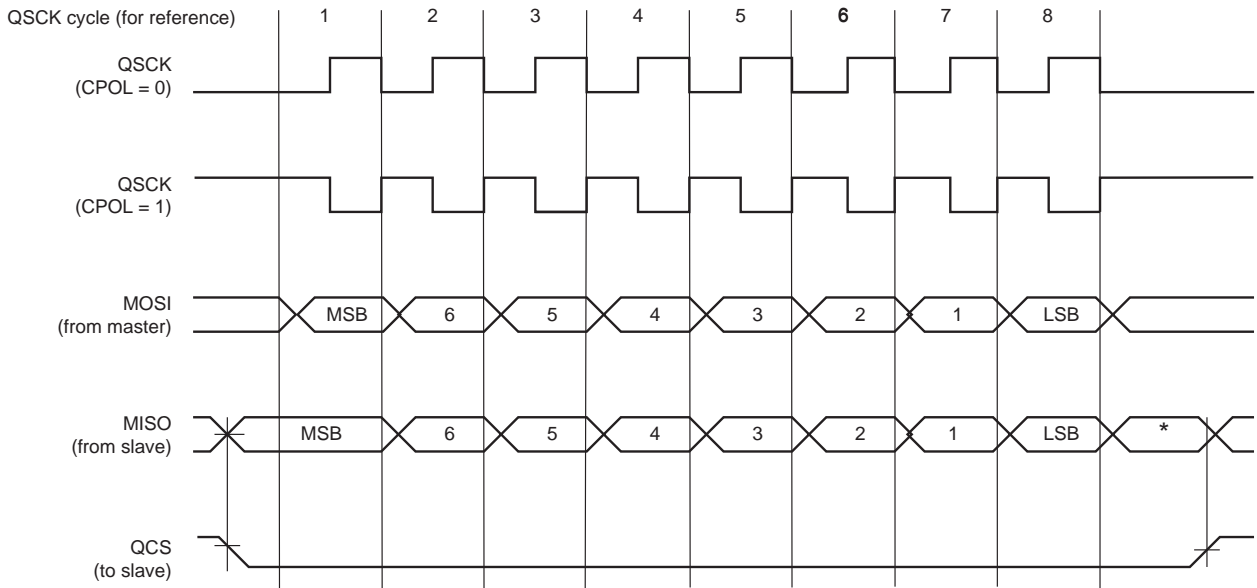 QSCK cycle (for reference) 1 2 3 4 5 6 7 8
QSCK
(CPOL = 0)
QSCK
(CPOL = 1)
MOSI
(from master)
MSB 6 5 4 3 2 1 LSB
MISO
(from slave)
MSB 6 5 4 3 2 1 LSB *
QCS
(to slave)